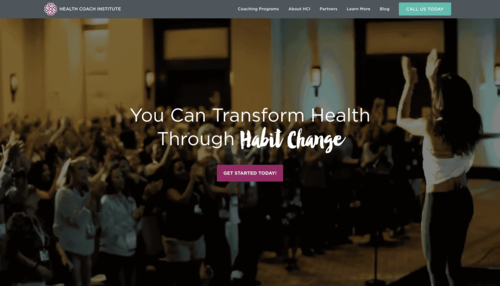 HEALTH COACH INSTITUTE
Coaching Programs About HCI Partners Learn More Blog CALL US TODAY
You Can Transform Health
Through Habit Change
GET STARTED TODAY!